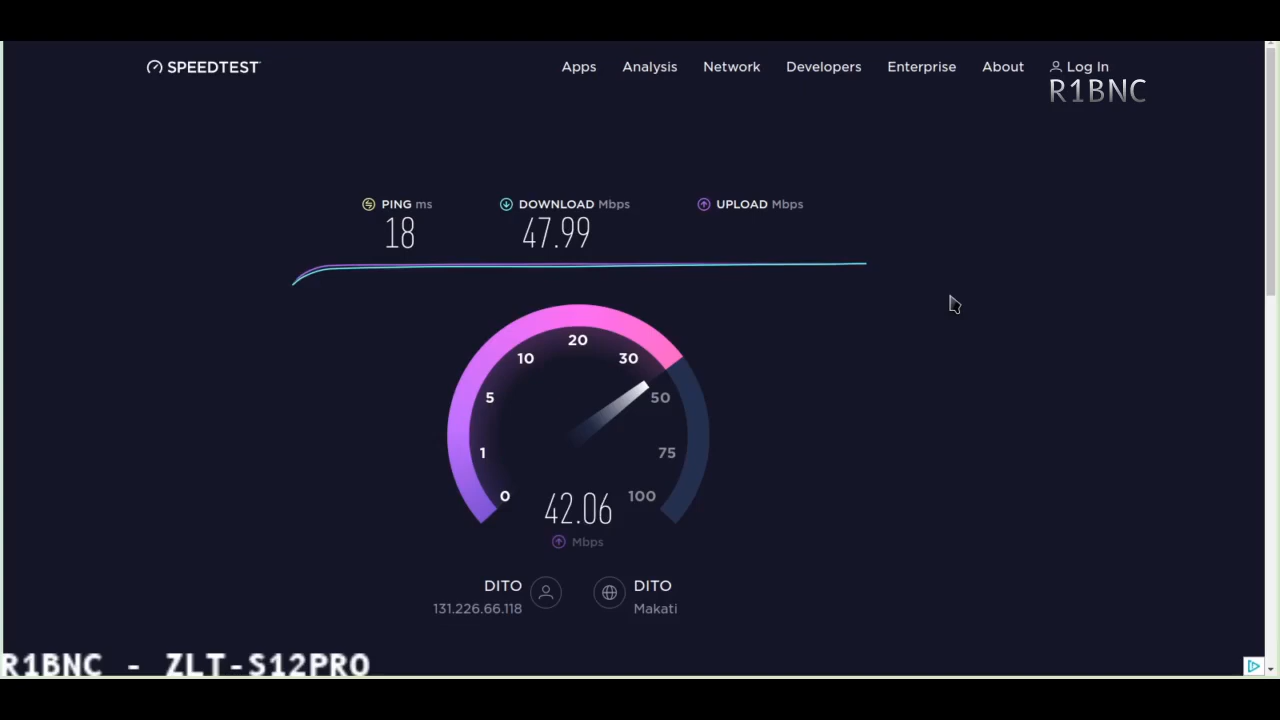 SPEEDTEST
Apps Analysis Network Developers Enterprise About Log In
R1BNC
PING ms DOWNLOAD Mbps UPLOAD Mbps
18 47.99
0 1 5 10 20 30 50 75 100
42.06
Mbps
DITO DITO
131.226.66.118 Makati
R1BNC - ZLT-S12PRO